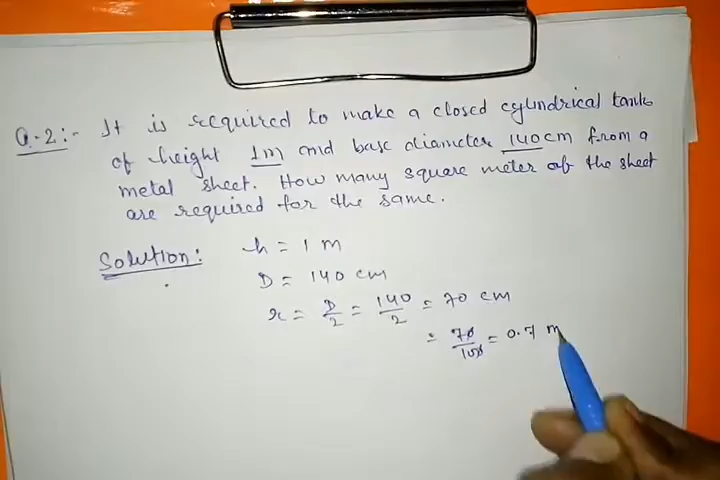 Q.2:- It is required to make a closed cylindrical tank
of height 1m and base diameter 140cm from a
metal sheet. How many square meter of the sheet
are required for the same.
Solution: h = 1 m
D = 140 cm
r = D/2 = 140/2 = 70 cm
= 70/100 = 0.7 m